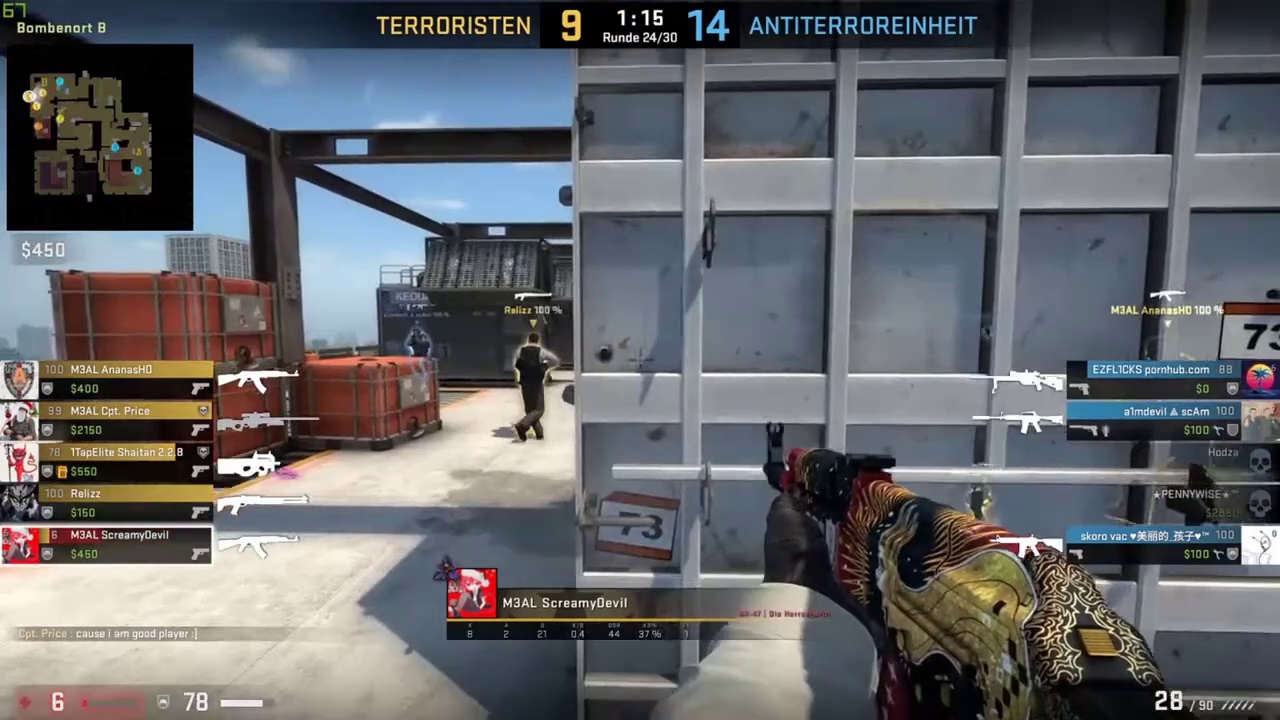 67
Bombenort B
TERRORISTEN
9
1:15
Runde 24/30
14
ANTITERROREINHEIT
$450
KEODU
Relizz 100 %
M3AL AnanasHD 100 %
73
100 M3AL AnanasHD
$400
99 M3AL Cpt. Price
$2150
78 1TapElite Shaitan 2.2.8
$550
100 Relizz
$150
6 M3AL ScreamyDevil
$450
EZFL1CKS pornhub.com 88
$0
a1mdevil ⟁ scAm 100
$100
Hodza
★PENNYWISE★™
skoro vac ♥美丽的_孩子♥™ 100
$100
73
M3AL ScreamyDevil
8 2 21 0.4 44 37 % 1
Cpt. Price : cause i am good player :]
6
78
28 / 90